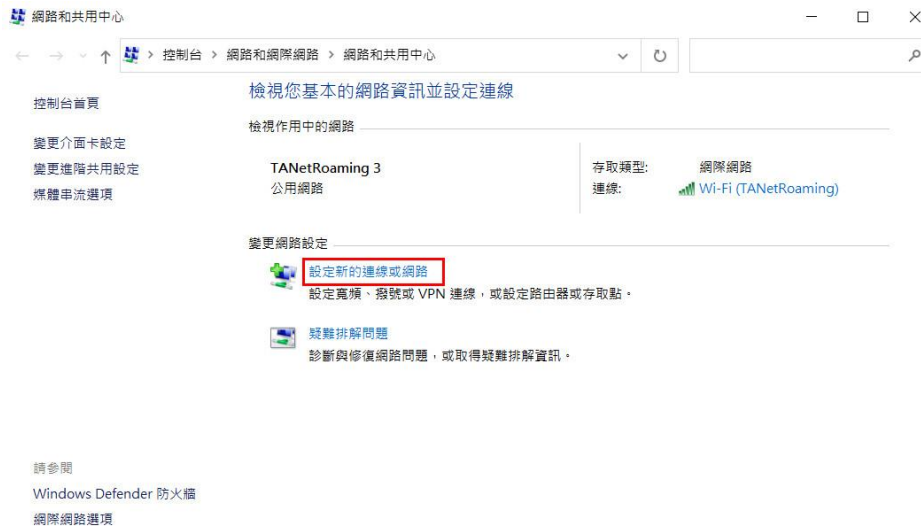 網路和共用中心
控制台 > 網路和網際網路 > 網路和共用中心
控制台首頁
變更介面卡設定
變更進階共用設定
媒體串流選項
檢視您基本的網路資訊並設定連線
檢視作用中的網路
TANetRoaming 3
公用網路
存取類型: 網際網路
連線: Wi-Fi (TANetRoaming)
變更網路設定
設定新的連線或網路
設定寬頻、撥號或 VPN 連線，或設定路由器或存取點。
疑難排解問題
診斷與修復網路問題，或取得疑難排解資訊。
請參閱
Windows Defender 防火牆
網際網路選項